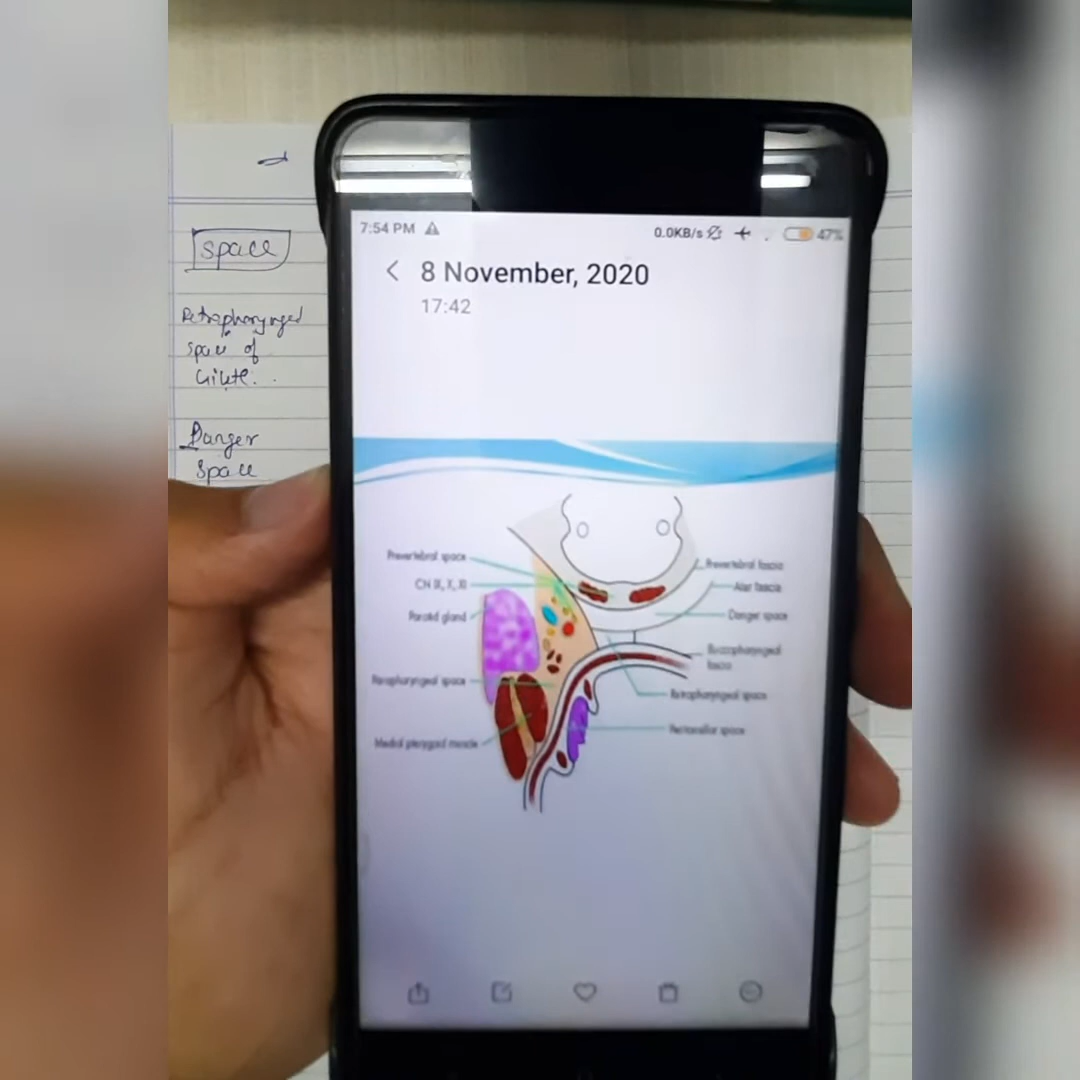 Space
Retropharyngeal
space of
Danger
Space
7:54 PM
0.0KB/s
47%
8 November, 2020
17:42
Prevertebral space
CN IX, X, XI
Parotid gland
Parapharyngeal space
Medial pterygoid muscle
Prevertebral fascia
Alar fascia
Danger space
Buccopharyngeal
fascia
Retropharyngeal space
Peritonsillar space